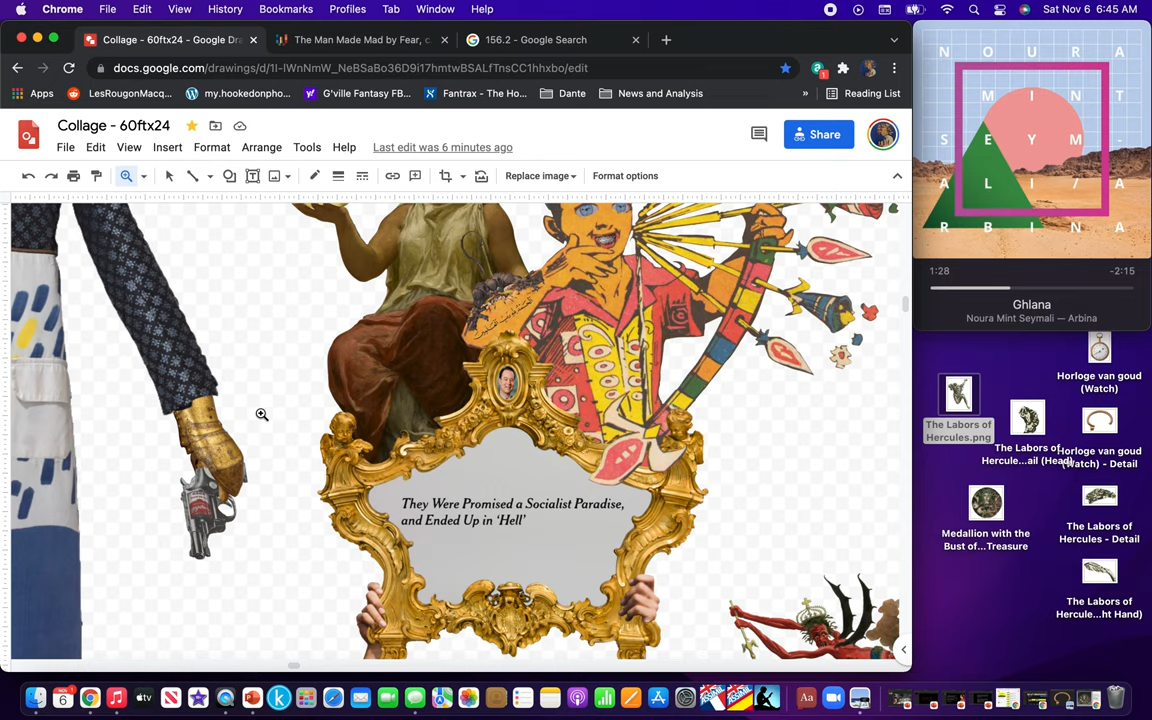 Chrome File Edit View History Bookmarks Profiles Tab Window Help Sat Nov 6 6:45 AM
Collage - 60ftx24 - Google Dra
The Man Made Mad by Fear, c.
156.2 - Google Search
docs.google.com/drawings/d/1I-lWnNmW_NeBSaBo36D9i17hmtwBSALfTnsCC1hhxbo/edit
Apps LesRougonMacq... my.hookedonpho... G'ville Fantasy FB... Fantrax - The Ho... Dante News and Analysis » Reading List
Collage - 60ftx24
File Edit View Insert Format Arrange Tools Help Last edit was 6 minutes ago
Share
Replace image Format options
They Were Promised a Socialist Paradise,
and Ended Up in ‘Hell’
N O U R A
M I N T
S E Y M -
A L I / A
R B I N A
1:28 -2:15
Ghlana
Noura Mint Seymali — Arbina
Horloge van goud
(Watch)
The Labors of
Hercules.png
The Labors of
Hercule...ail (Head)
Horloge van goud
(Watch) - Detail
Medallion with the
Bust of...Treasure
The Labors of
Hercules - Detail
The Labors of
Hercule...ht Hand)
NOV
6
Aa